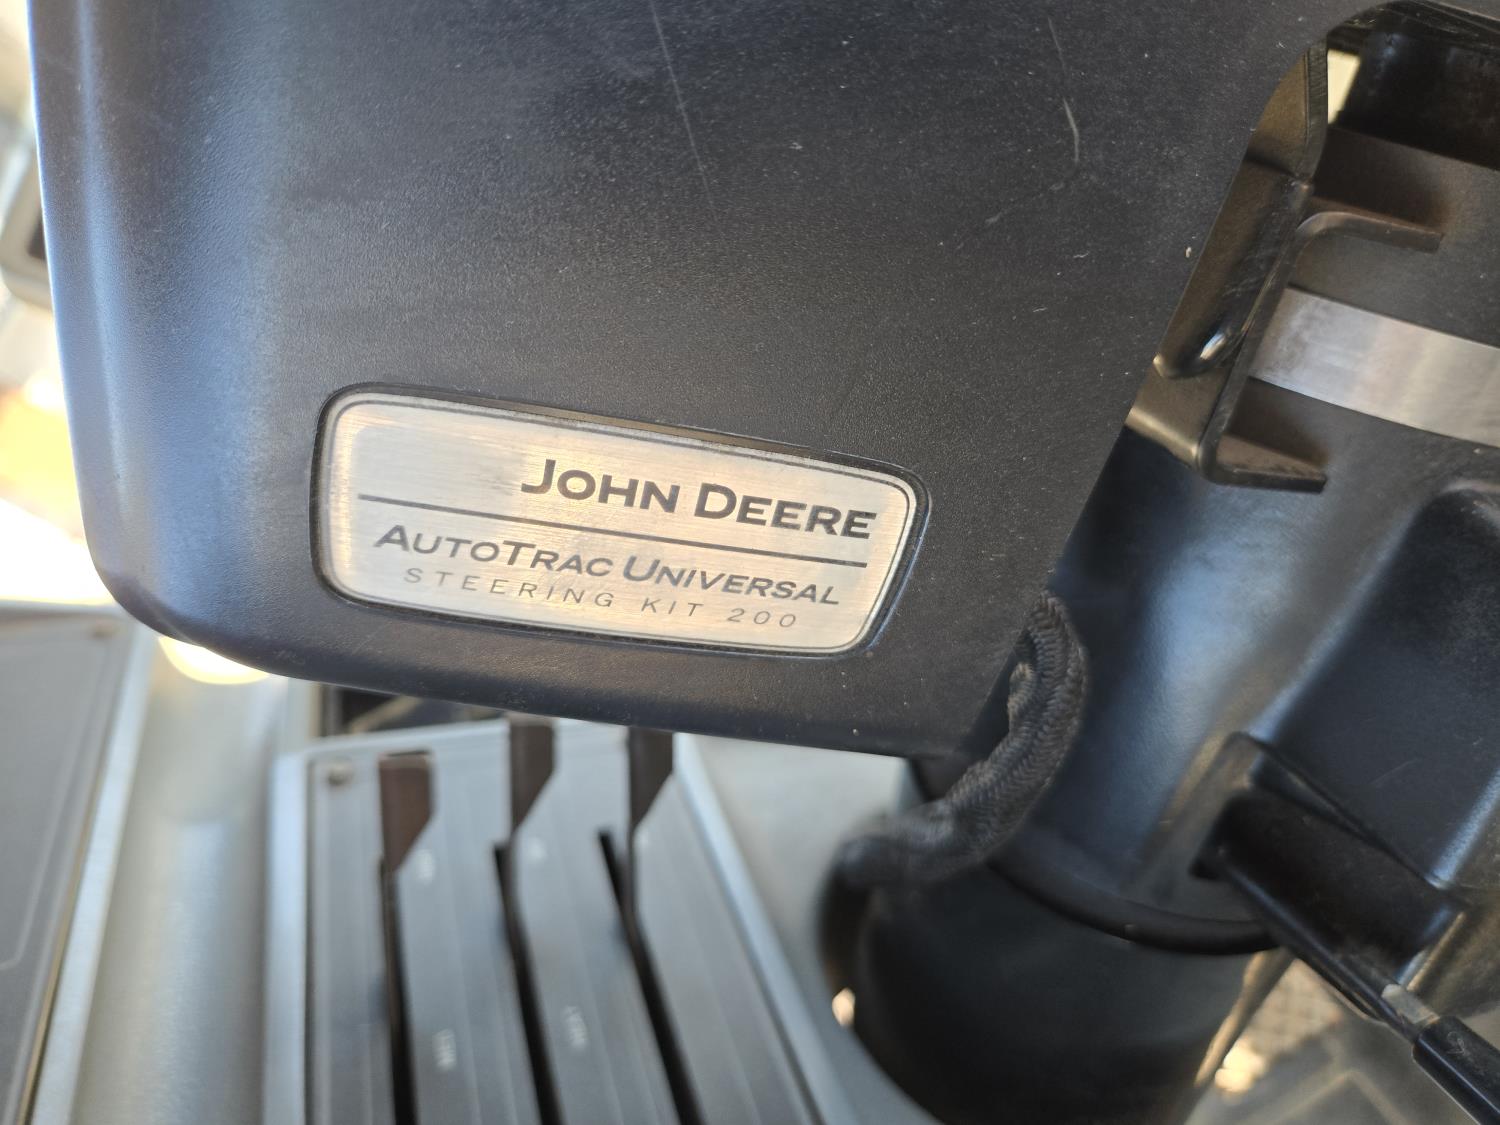 JOHN DEERE
AUTOTRAC UNIVERSAL
STEERING KIT 200